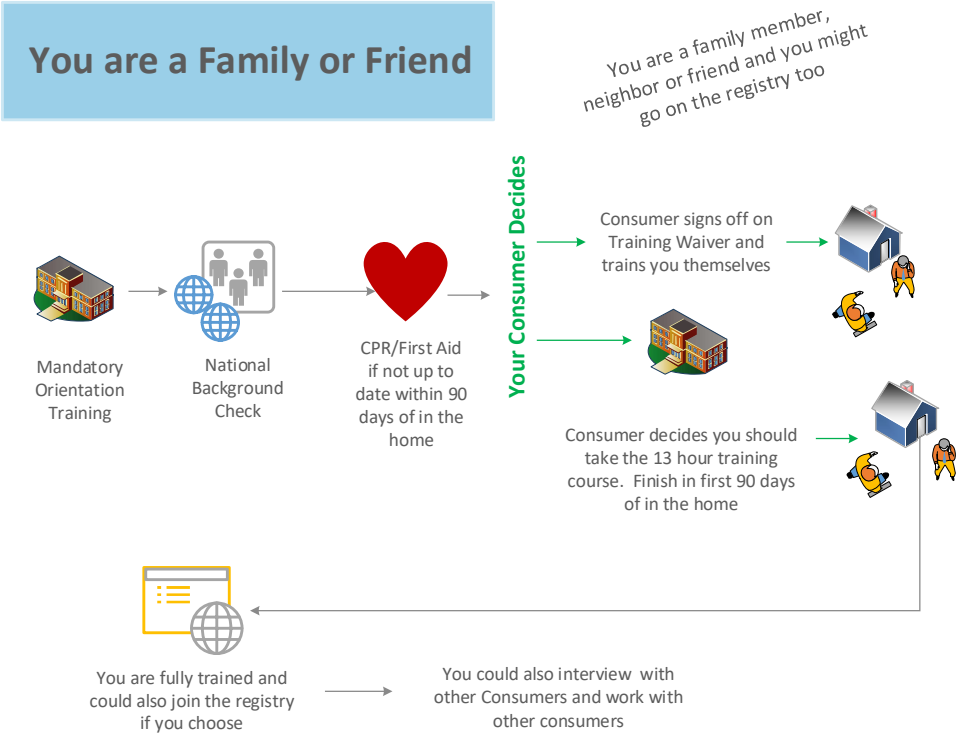 You are a Family or Friend
You are a family member,
neighbor or friend and you might
go on the registry too
Mandatory
Orientation
Training
National
Background
Check
CPR/First Aid
if not up to
date within 90
days of in the
home
Your Consumer Decides
Consumer signs off on
Training Waiver and
trains you themselves
Consumer decides you should
take the 13 hour training
course.  Finish in first 90 days
of in the home
You are fully trained and
could also join the registry
if you choose
You could also interview  with
other Consumers and work with
other consumers